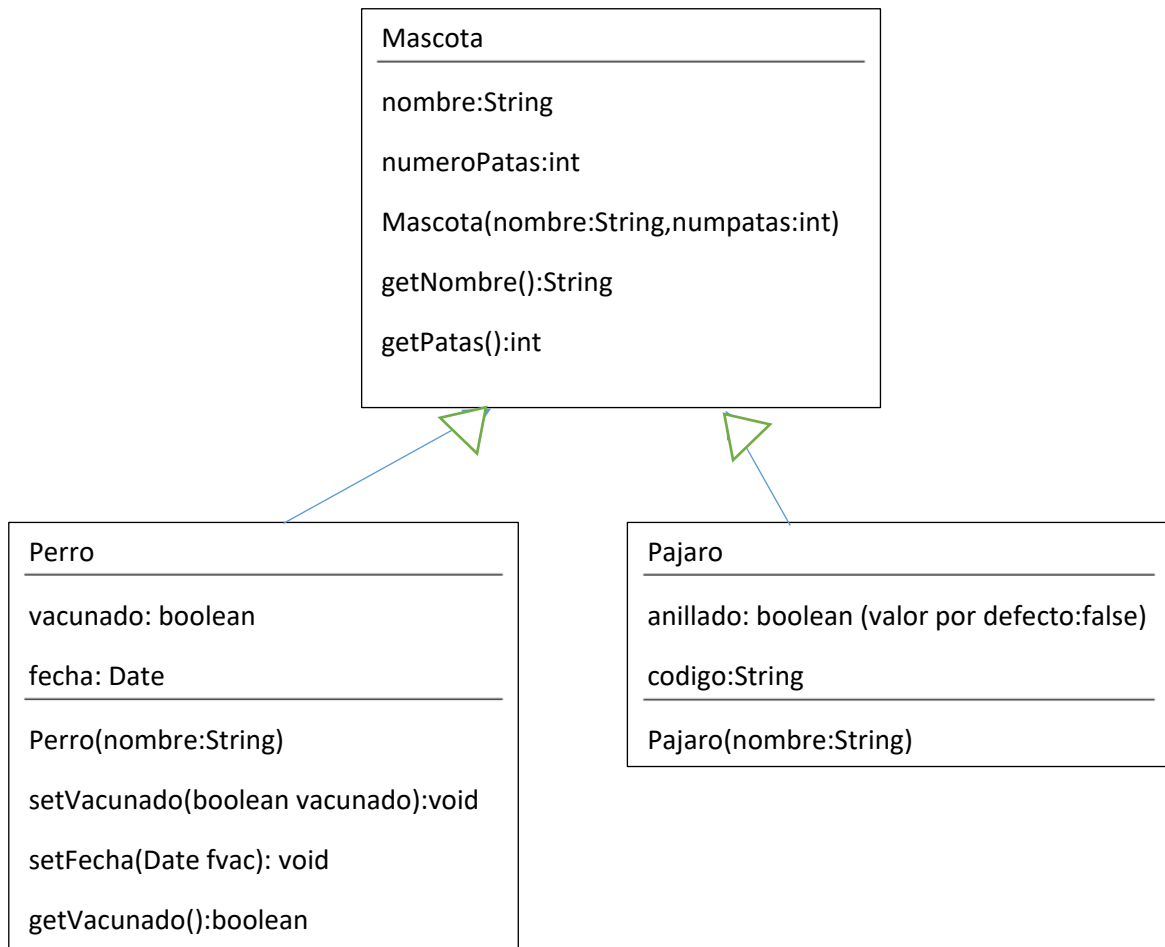 Mascota
nombre:String
numeroPatas:int
Mascota(nombre:String,numpatas:int)
getNombre():String
getPatas():int
Perro
vacunado: boolean
fecha: Date
Perro(nombre:String)
setVacunado(boolean vacunado):void
setFecha(Date fvac): void
getVacunado():boolean
Pajaro
anillado: boolean (valor por defecto:false)
codigo:String
Pajaro(nombre:String)